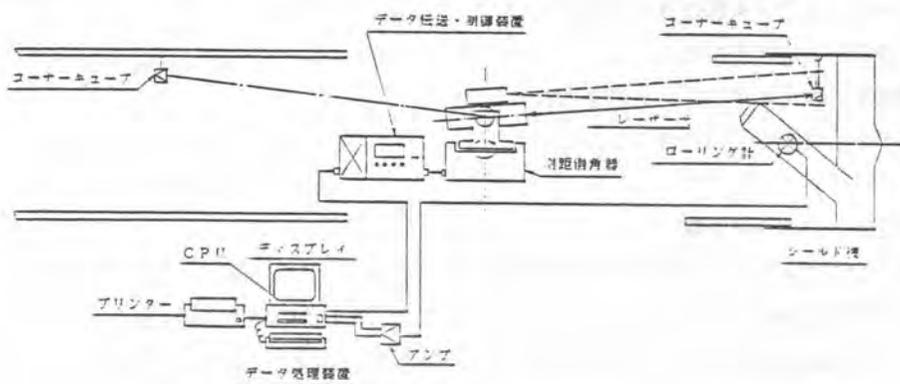 データ伝送・制御装置
コーナーキューブ
コーナーキューブ
レーザー光
ローリング計
測距測角器
シールド機
ディスプレイ
CPU
プリンター
アンプ
データ処理装置